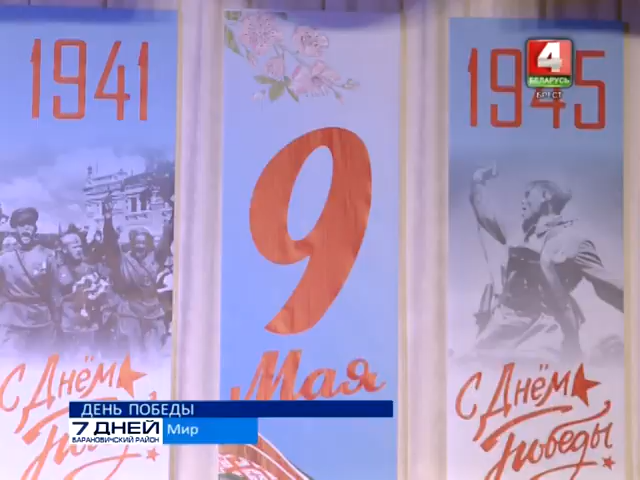 1941
9
Мая
1945
4
БЕЛАРУСЬ
БРЕСТ
С Днём
Победы
С Днём
Победы
ДЕНЬ ПОБЕДЫ
7 ДНЕЙ
БАРАНОВИЧСКИЙ РАЙОН
Мир